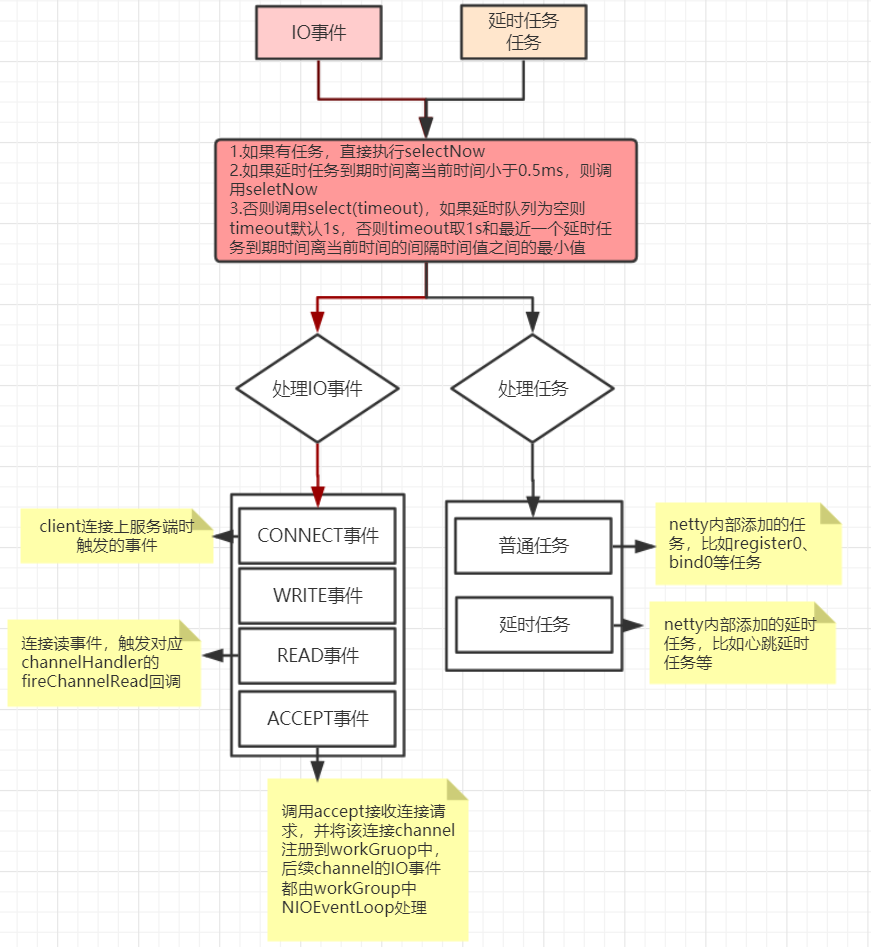 IO事件
延时任务
任务
1.如果有任务，直接执行selectNow
2.如果延时任务到期时间离当前时间小于0.5ms，则调
用seletNow
3.否则调用select(timeout)，如果延时队列为空则
timeout默认1s，否则timeout取1s和最近一个延时任
务到期时间离当前时间的间隔时间值之间的最小值
处理IO事件
处理任务
client连接上服务端时
触发的事件
CONNECT事件
WRITE事件
连接读事件，触发对应
channelHandler的
fireChannelRead回调
READ事件
ACCEPT事件
调用accept接收连接请
求，并将该连接channel
注册到workGruop中，
后续channel的IO事件
都由workGroup中
NIOEventLoop处理
普通任务
netty内部添加的任
务，比如register0、
bind0等任务
延时任务
netty内部添加的延时
任务，比如心跳延时
任务等